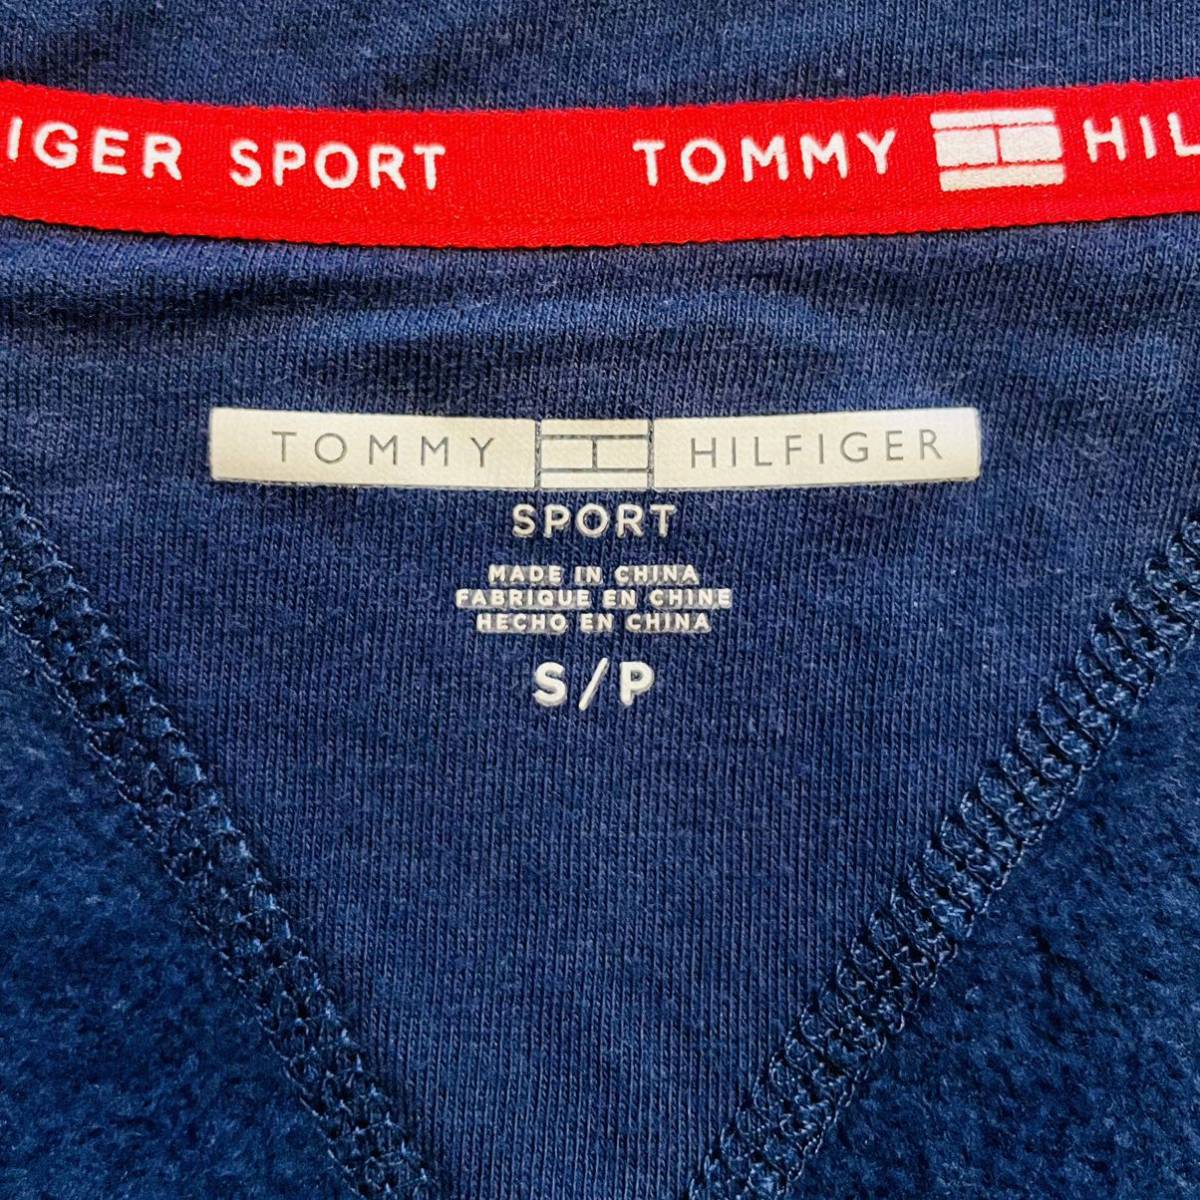 IGER SPORT TOMMY HIL
TOMMY HILFIGER
SPORT
MADE IN CHINA
FABRIQUE EN CHINE
HECHO EN CHINA
S/P